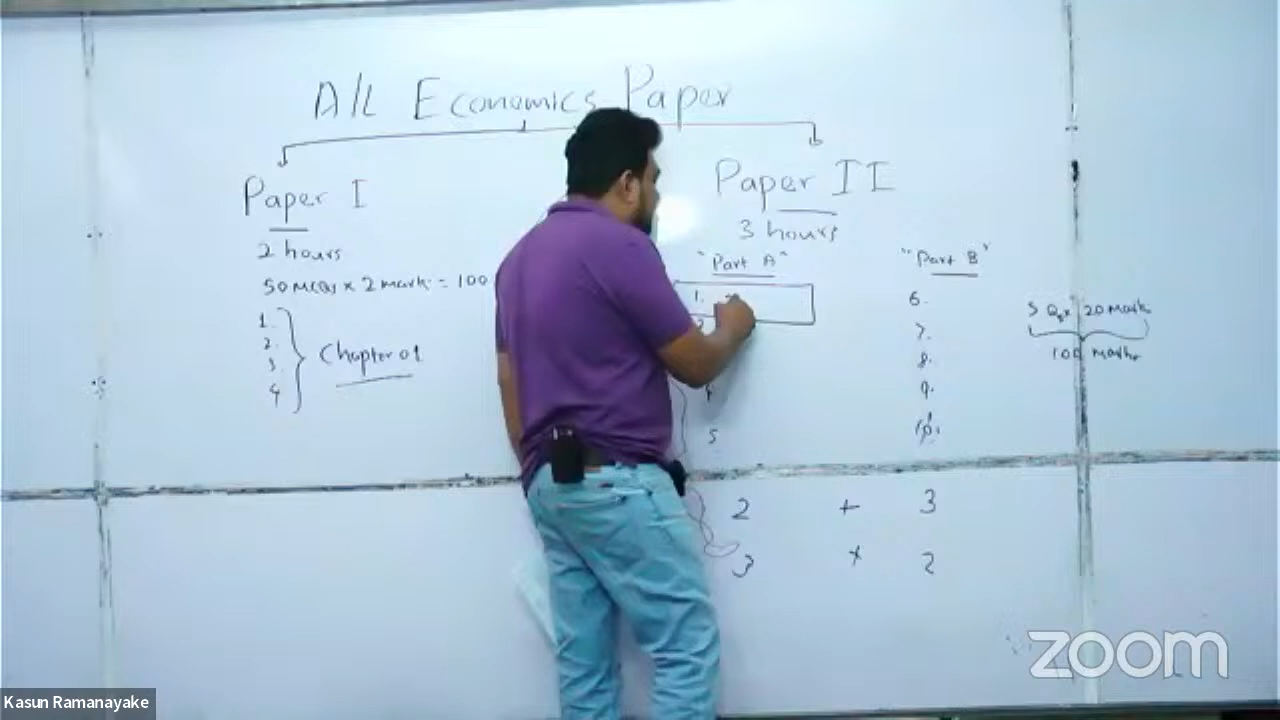 A/L Economics Paper
Paper I
2 hours
50 MCQs x 2 mark = 100
1.
2.
3.
4
Chapter 01
Paper II
3 hours
"Part A"
1.
5
"Part B"
6.
7.
8.
9.
10.
5 Qs x 20 Marks
100 Marks
2 + 3
3 + 2
zoom
Kasun Ramanayake